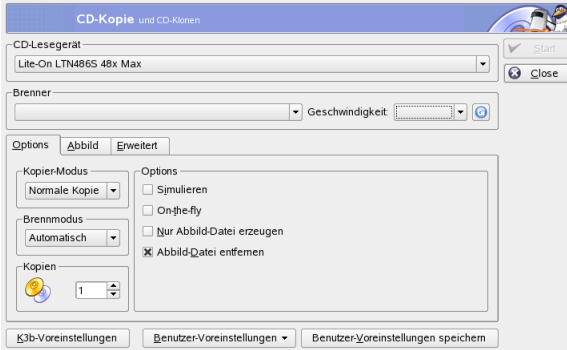 CD-Kopie und CD-Klonen
CD-Lesegerät
Lite-On LTN486S 48x Max
Start
Close
Brenner
Geschwindigkeit:
Options Abbild Erweitert
Kopier-Modus
Normale Kopie
Brennmodus
Automatisch
Kopien
1
Options
Simulieren
On-the-fly
Nur Abbild-Datei erzeugen
Abbild-Datei entfernen
K3b-Voreinstellungen Benutzer-Voreinstellungen Benutzer-Voreinstellungen speichern